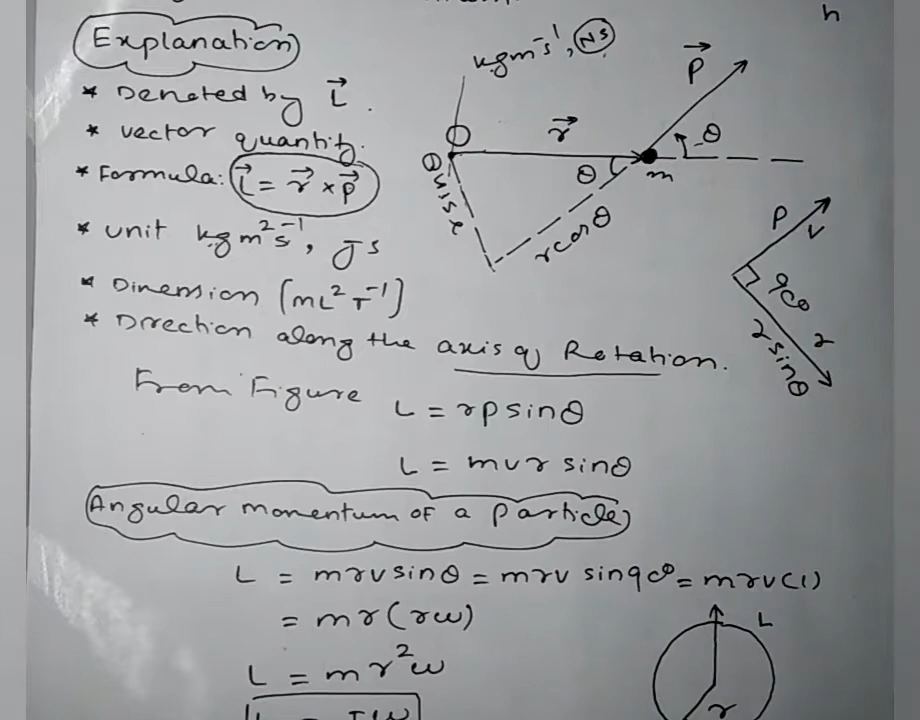 h
Explanation
kgms⁻¹, NS
* Denoted by L⃗.
* vector quantity.
* Formula: L⃗ = r⃗ × p⃗
* unit kgm²s⁻¹, Js
* Dimension [ML²T⁻¹]
* Direction along the axis of Rotation.
O
r⃗
P⃗
θ
θ
m
rsinθ
rcosθ
P
V
90°
r
rsinθ
From Figure
L = rpsinθ
L = mvr sinθ
Angular momentum of a particle
L = mrvsinθ = mrv sin90° = mrv(1)
= mr(rω)
L = mr²ω
L = Iω
L
r